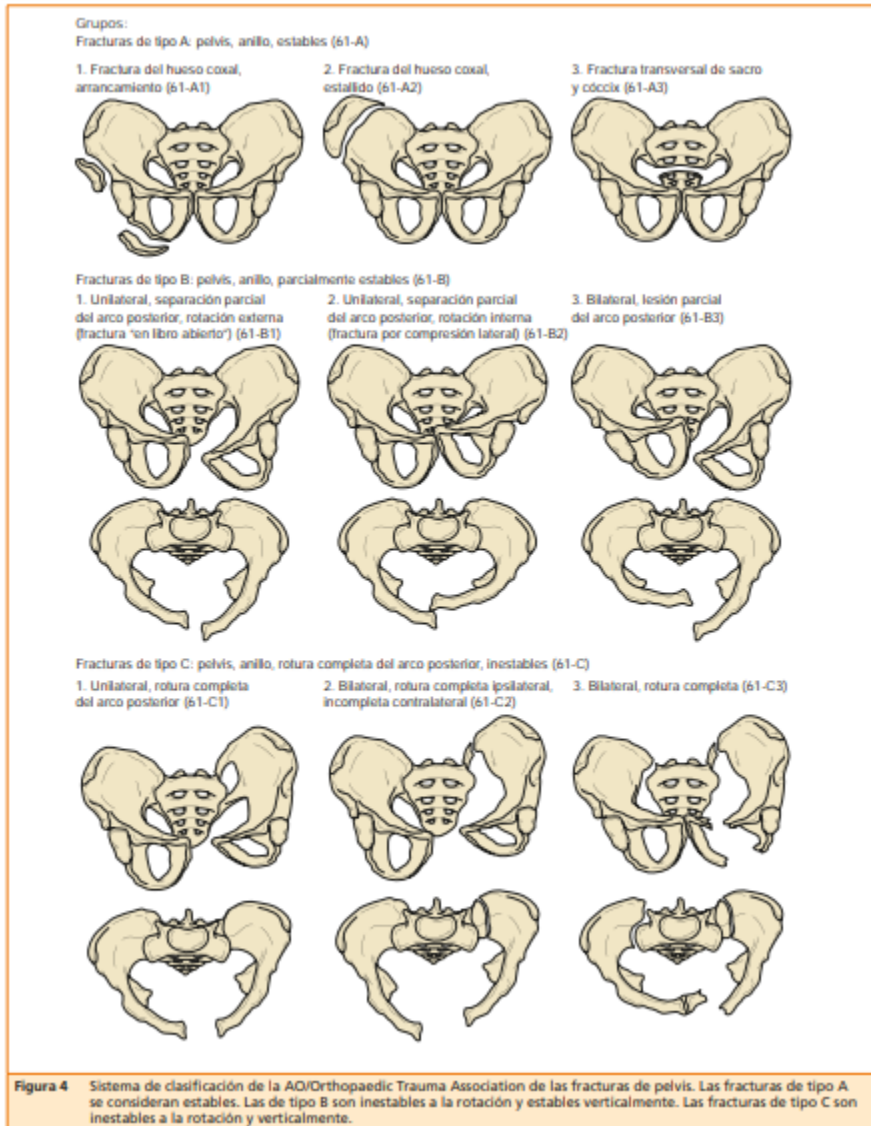 Grupos:
Fracturas de tipo A: pelvis, anillo, estables (61-A)
1. Fractura del hueso coxal,
arrancamiento (61-A1)
2. Fractura del hueso coxal,
estallido (61-A2)
3. Fractura transversal de sacro
y cóccix (61-A3)
Fracturas de tipo B: pelvis, anillo, parcialmente estables (61-B)
1. Unilateral, separación parcial
del arco posterior, rotación externa
(fractura "en libro abierto") (61-B1)
2. Unilateral, separación parcial
del arco posterior, rotación interna
(fractura por compresión lateral) (61-B2)
3. Bilateral, lesión parcial
del arco posterior (61-B3)
Fracturas de tipo C: pelvis, anillo, rotura completa del arco posterior, inestables (61-C)
1. Unilateral, rotura completa
del arco posterior (61-C1)
2. Bilateral, rotura completa ipsilateral,
incompleta contralateral (61-C2)
3. Bilateral, rotura completa (61-C3)
Figura 4 Sistema de clasificación de la AO/Orthopaedic Trauma Association de las fracturas de pelvis. Las fracturas de tipo A
se consideran estables. Las de tipo B son inestables a la rotación y estables verticalmente. Las fracturas de tipo C son
inestables a la rotación y verticalmente.